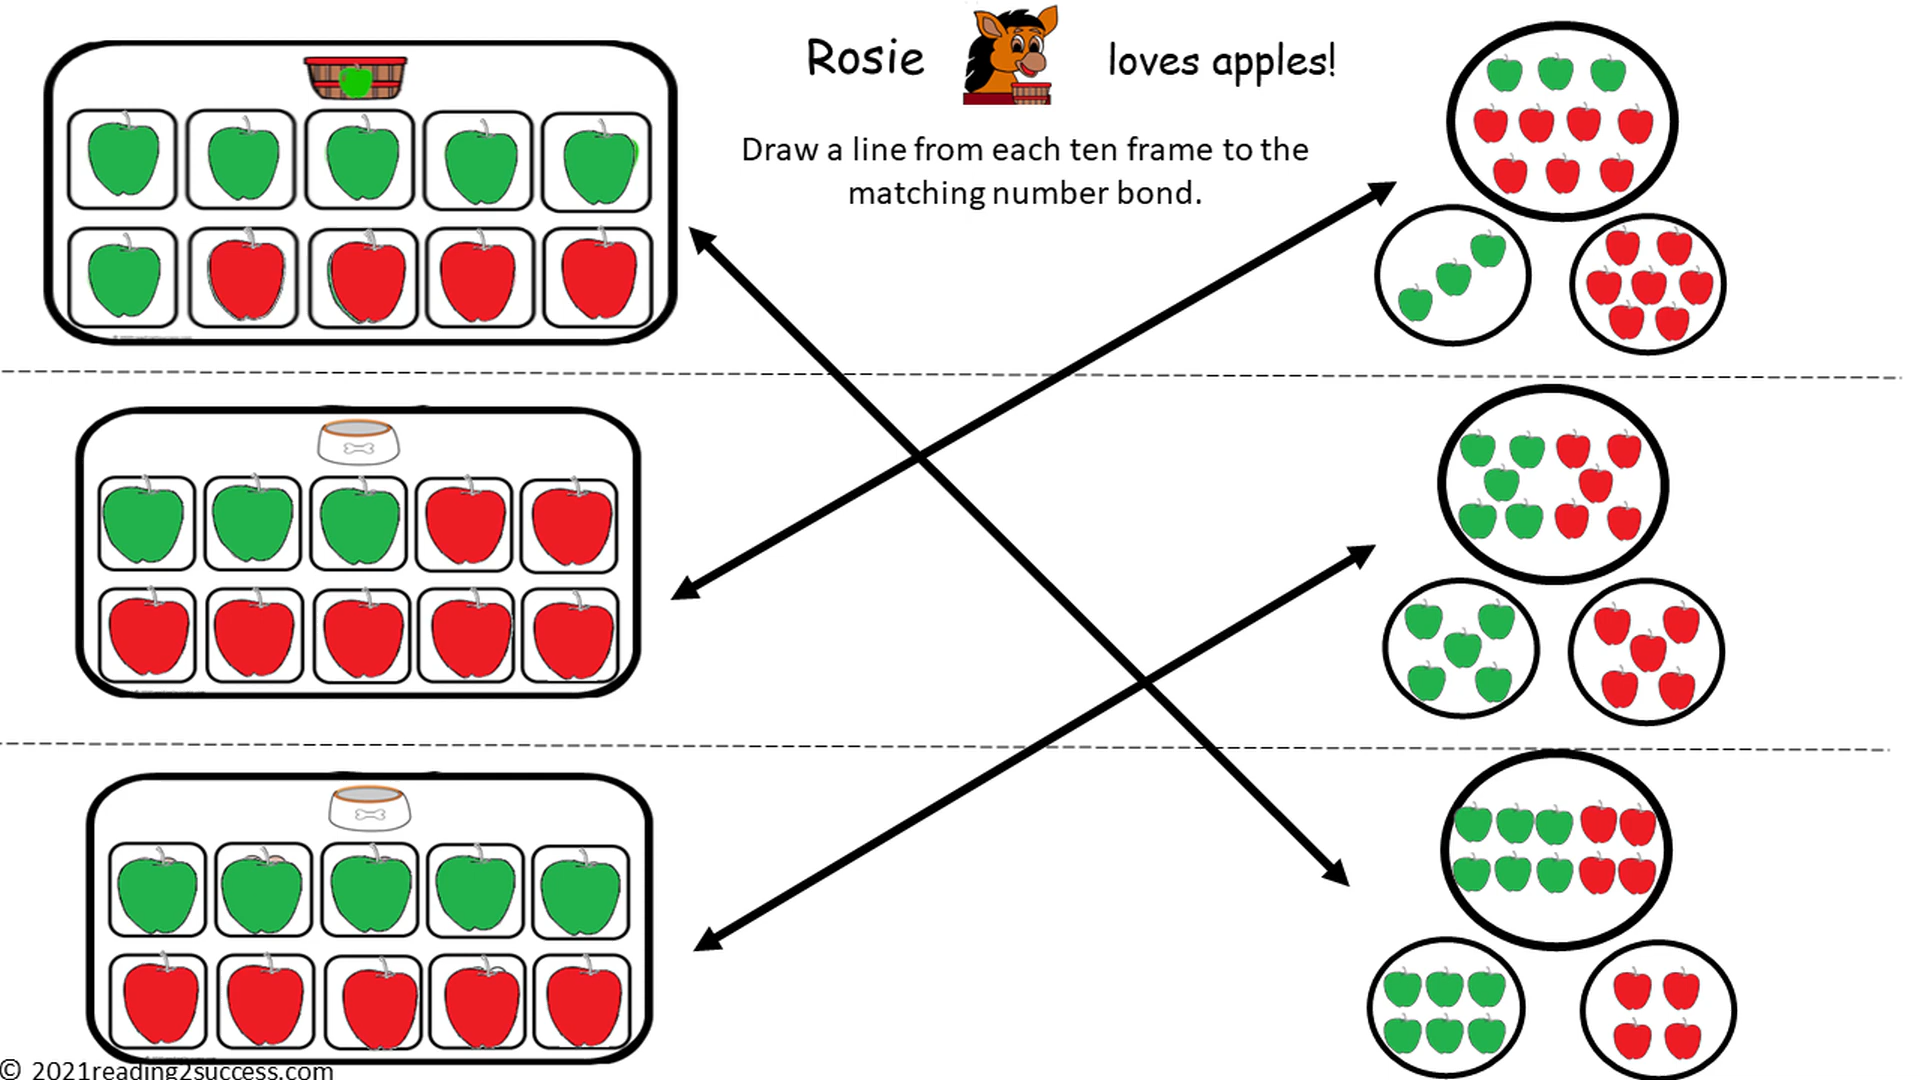 Rosie loves apples!
Draw a line from each ten frame to the
matching number bond.
© 2021reading2success.com